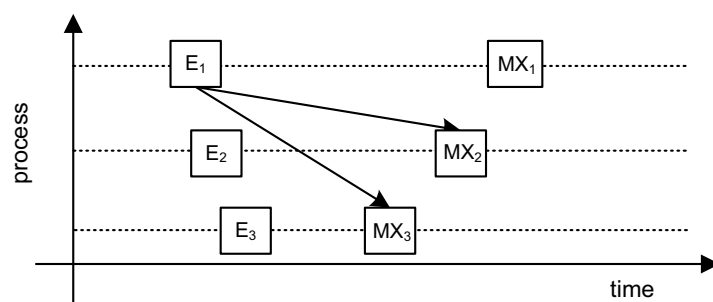 E₁
MX₁
E₂
MX₂
E₃
MX₃
process
time